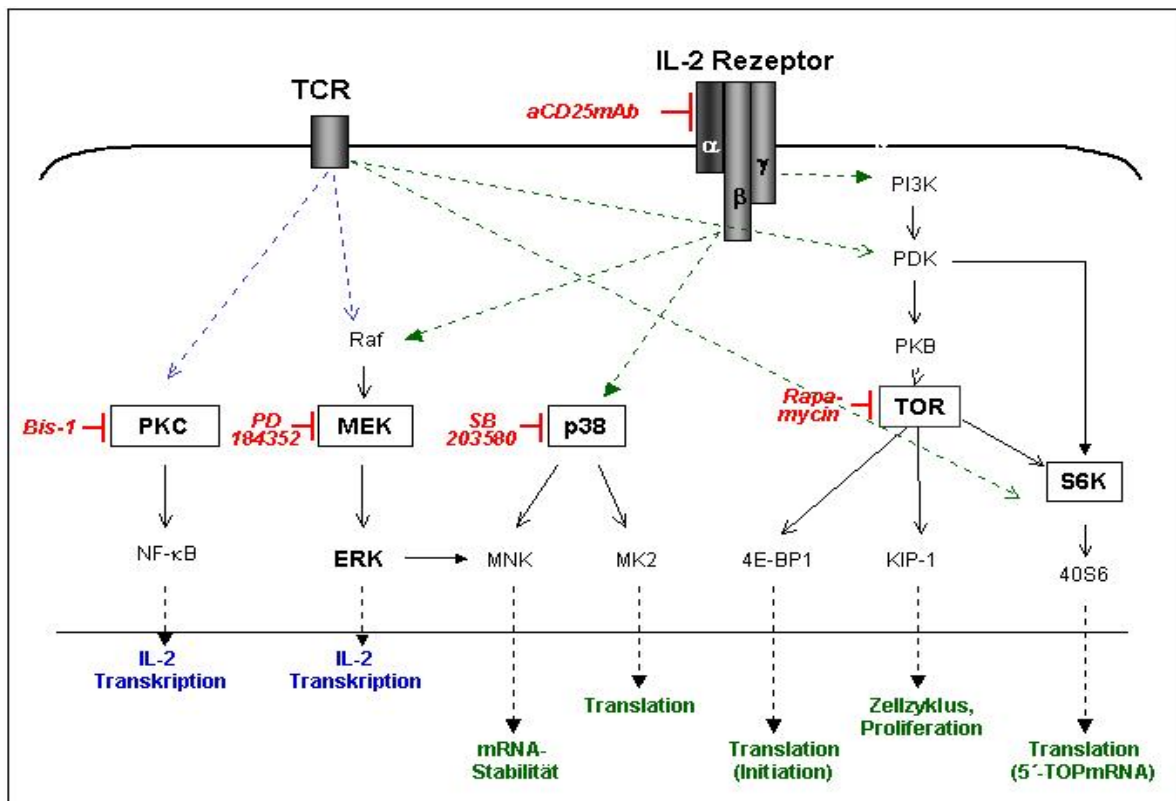 IL-2 Rezeptor
TCR
aCD25mAb
α
β
γ
PI3K
PDK
Raf
PKB
Bis-1
PKC
PD
184352
MEK
SB
203580
p38
Rapa-
mycin
TOR
S6K
NF-κB
ERK
MNK
MK2
4E-BP1
KIP-1
40S6
IL-2
Transkription
IL-2
Transkription
mRNA-
Stabilität
Translation
Translation
(Initiation)
Zellzyklus,
Proliferation
Translation
(5´-TOPmRNA)